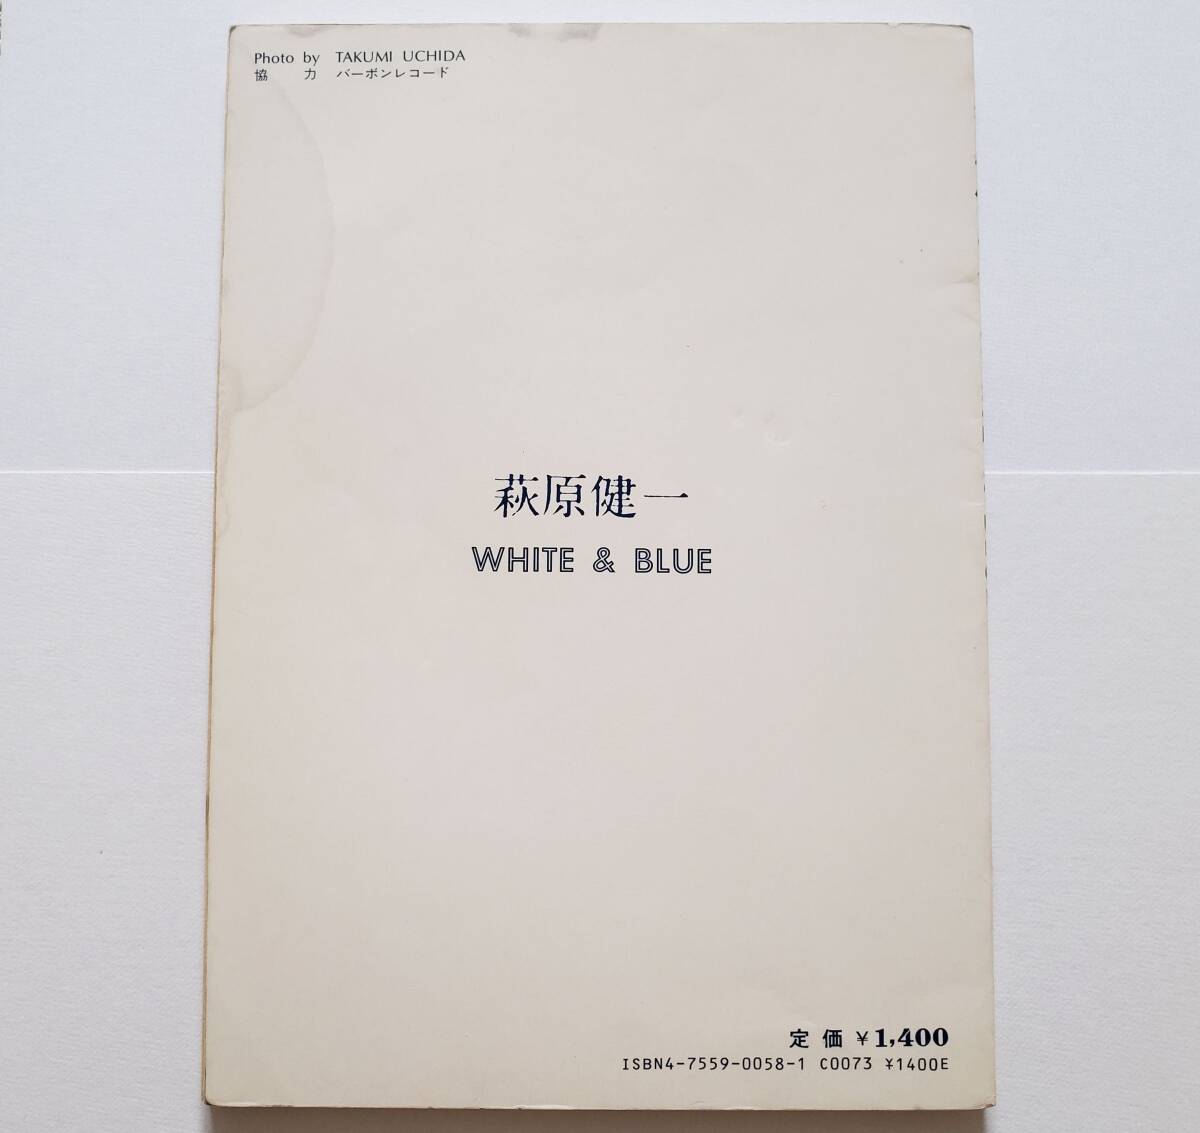 Photo by TAKUMI UCHIDA
協 力 バーボンレコード
萩原健一
WHITE & BLUE
定 価 ¥1,400
ISBN4-7559-0058-1 C0073 ¥1400E